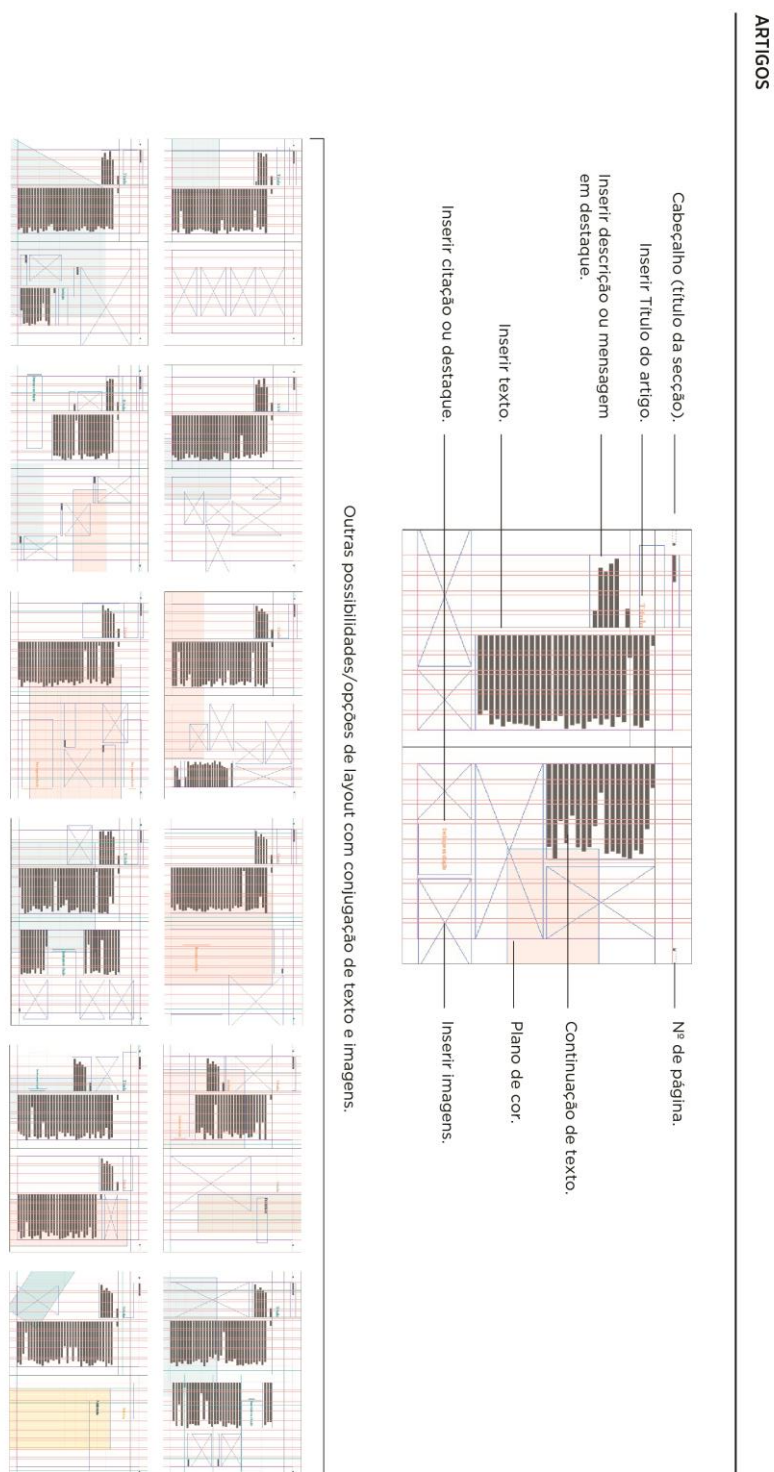 ARTIGOS
Cabeçalho (título da secção).
Inserir Título do artigo.
Inserir descrição ou mensagem
em destaque.
Inserir texto.
Inserir citação ou destaque.
Nº de página.
Continuação de texto.
Plano de cor.
Inserir imagens.
Outras possibilidades/opções de layout com conjugação de texto e imagens.